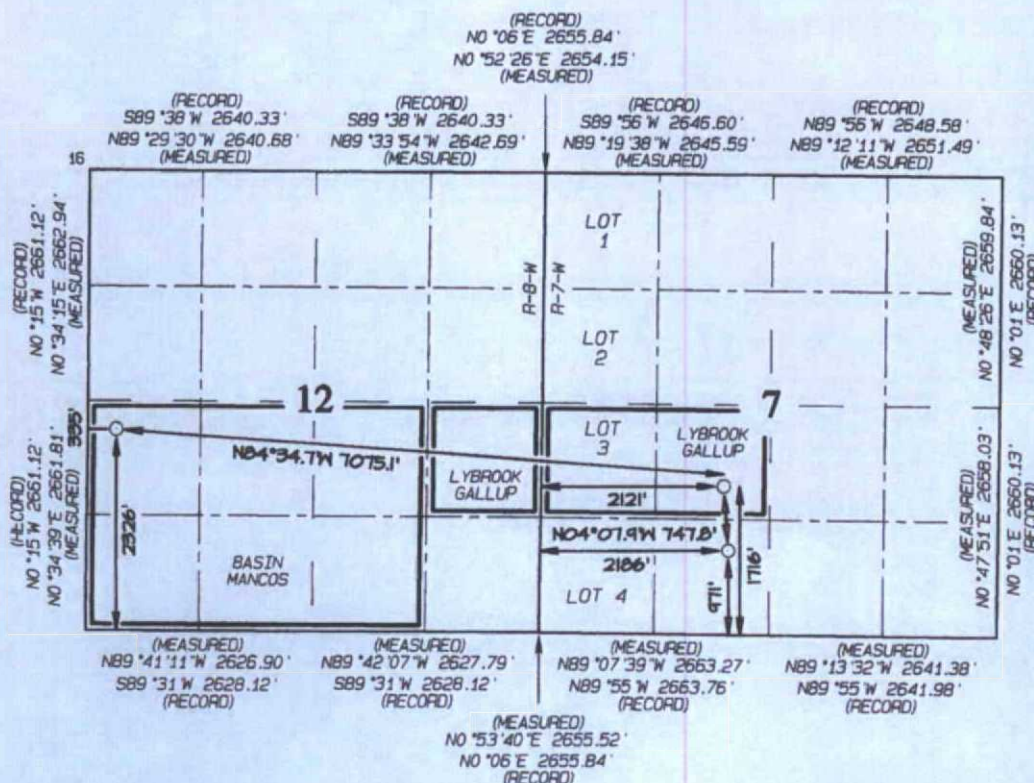 (RECORD)
N0°06'E 2655.84'
N0°52'26"E 2654.15'
(MEASURED)
(RECORD)
S89°38'W 2640.33'
N89°29'30"W 2640.68'
(MEASURED)
(RECORD)
S89°38'W 2640.33'
N89°33'54"W 2642.69'
(MEASURED)
(RECORD)
S89°56'W 2646.60'
N89°19'38"W 2645.59'
(MEASURED)
(RECORD)
N89°56'W 2648.58'
N89°12'11"W 2651.49'
(MEASURED)
16
(RECORD)
N0°15'W 2661.12'
N0°34'15"E 2662.94'
(MEASURED)
(RECORD)
N0°15'W 2661.12'
N0°34'39"E 2661.81'
(MEASURED)
LOT
1
R-8-W
R-7-W
LOT
2
12
7
LOT
3
LYBROOK
GALLUP
LYBROOK
GALLUP
N84°34.7'W 7075.1'
2121'
N04°07.9'W 747.8'
2186'
LOT 4
971'
1716'
2326'
BASIN
MANCOS
(MEASURED)
N0°48'26"E 2659.84'
N0°01'E 2660.13'
(RECORD)
(MEASURED)
N0°47'51"E 2658.03'
N0°01'E 2660.13'
(RECORD)
(MEASURED)
N89°41'11"W 2626.90'
S89°31'W 2628.12'
(RECORD)
(MEASURED)
N89°42'07"W 2627.79'
S89°31'W 2628.12'
(RECORD)
(MEASURED)
N89°07'39"W 2663.27'
N89°55'W 2663.76'
(RECORD)
(MEASURED)
N89°13'32"W 2641.38'
N89°55'W 2641.98'
(RECORD)
(MEASURED)
N0°53'40"E 2655.52'
N0°06'E 2655.84'
(RECORD)